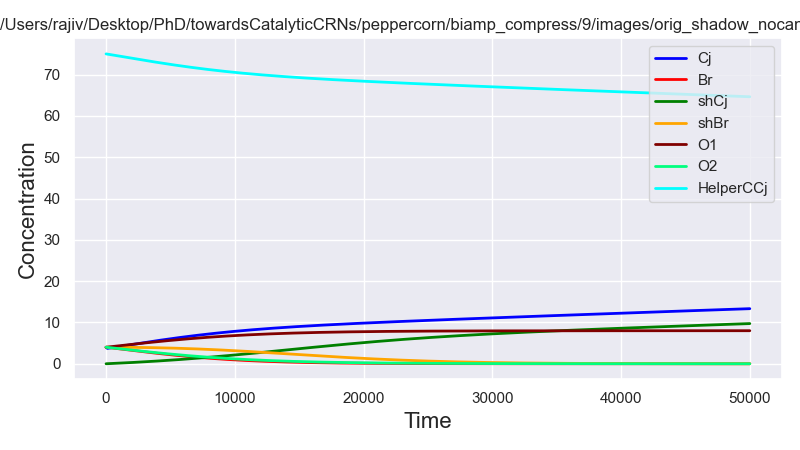 /Users/rajiv/Desktop/PhD/towardsCatalyticCRNs/peppercorn/biamp_compress/9/images/orig_shadow_nocar
Cj
Br
shCj
shBr
O1
O2
HelperCCj
Concentration
70
60
50
40
30
20
10
0
0 10000 20000 30000 40000 50000
Time